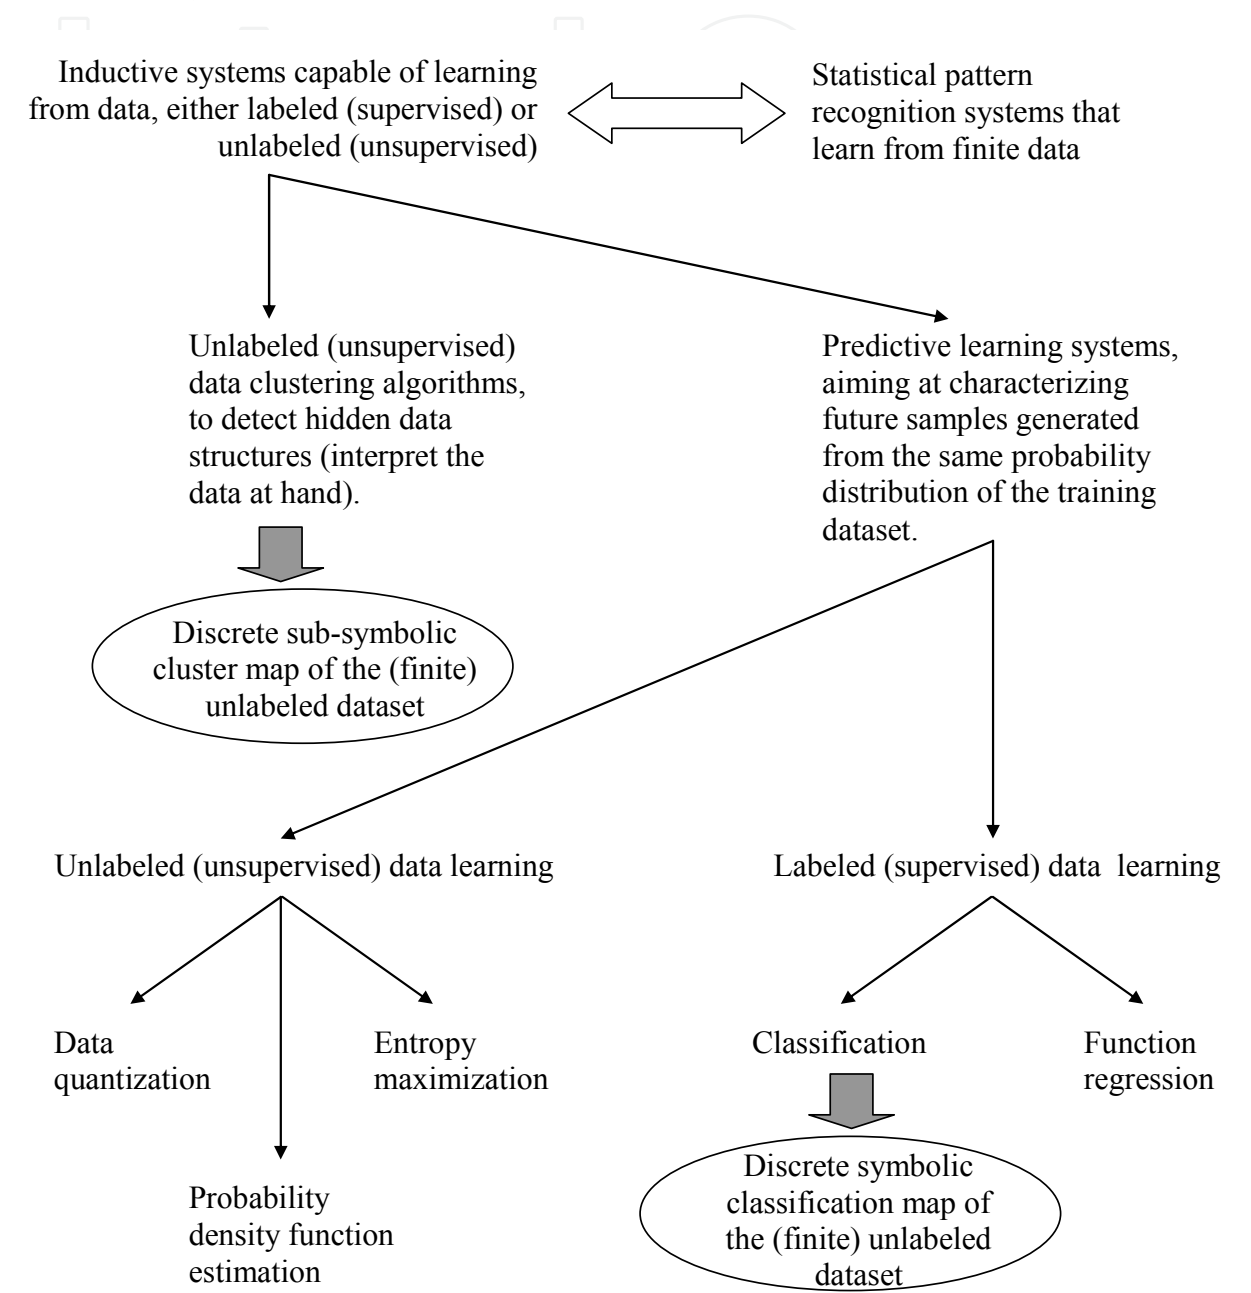 Inductive systems capable of learning
from data, either labeled (supervised) or
unlabeled (unsupervised)
Statistical pattern
recognition systems that
learn from finite data
Unlabeled (unsupervised)
data clustering algorithms,
to detect hidden data
structures (interpret the
data at hand).
Predictive learning systems,
aiming at characterizing
future samples generated
from the same probability
distribution of the training
dataset.
Discrete sub-symbolic
cluster map of the (finite)
unlabeled dataset
Unlabeled (unsupervised) data learning
Labeled (supervised) data learning
Data
quantization
Entropy
maximization
Probability
density function
estimation
Classification
Function
regression
Discrete symbolic
classification map of
the (finite) unlabeled
dataset